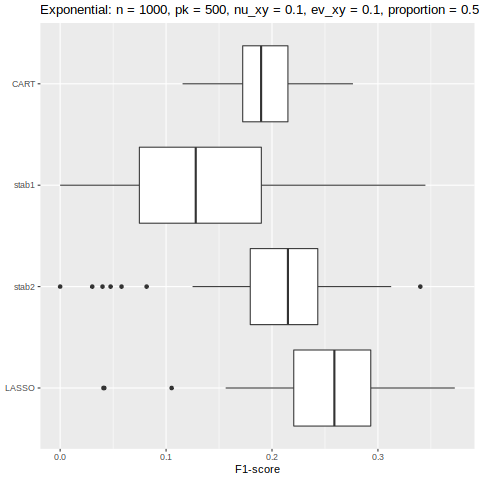 Exponential: n = 1000, pk = 500, nu_xy = 0.1, ev_xy = 0.1, proportion = 0.5
CART
stab1
stab2
LASSO
0.0 0.1 0.2 0.3
F1-score